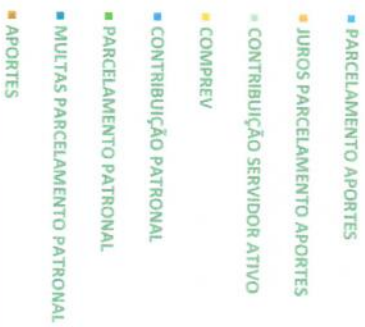 PARCELAMENTO APORTES
JUROS PARCELAMENTO APORTES
CONTRIBUIÇÃO SERVIDOR ATIVO
COMPREV
CONTRIBUIÇÃO PATRONAL
PARCELAMENTO PATRONAL
MULTAS PARCELAMENTO PATRONAL
APORTES